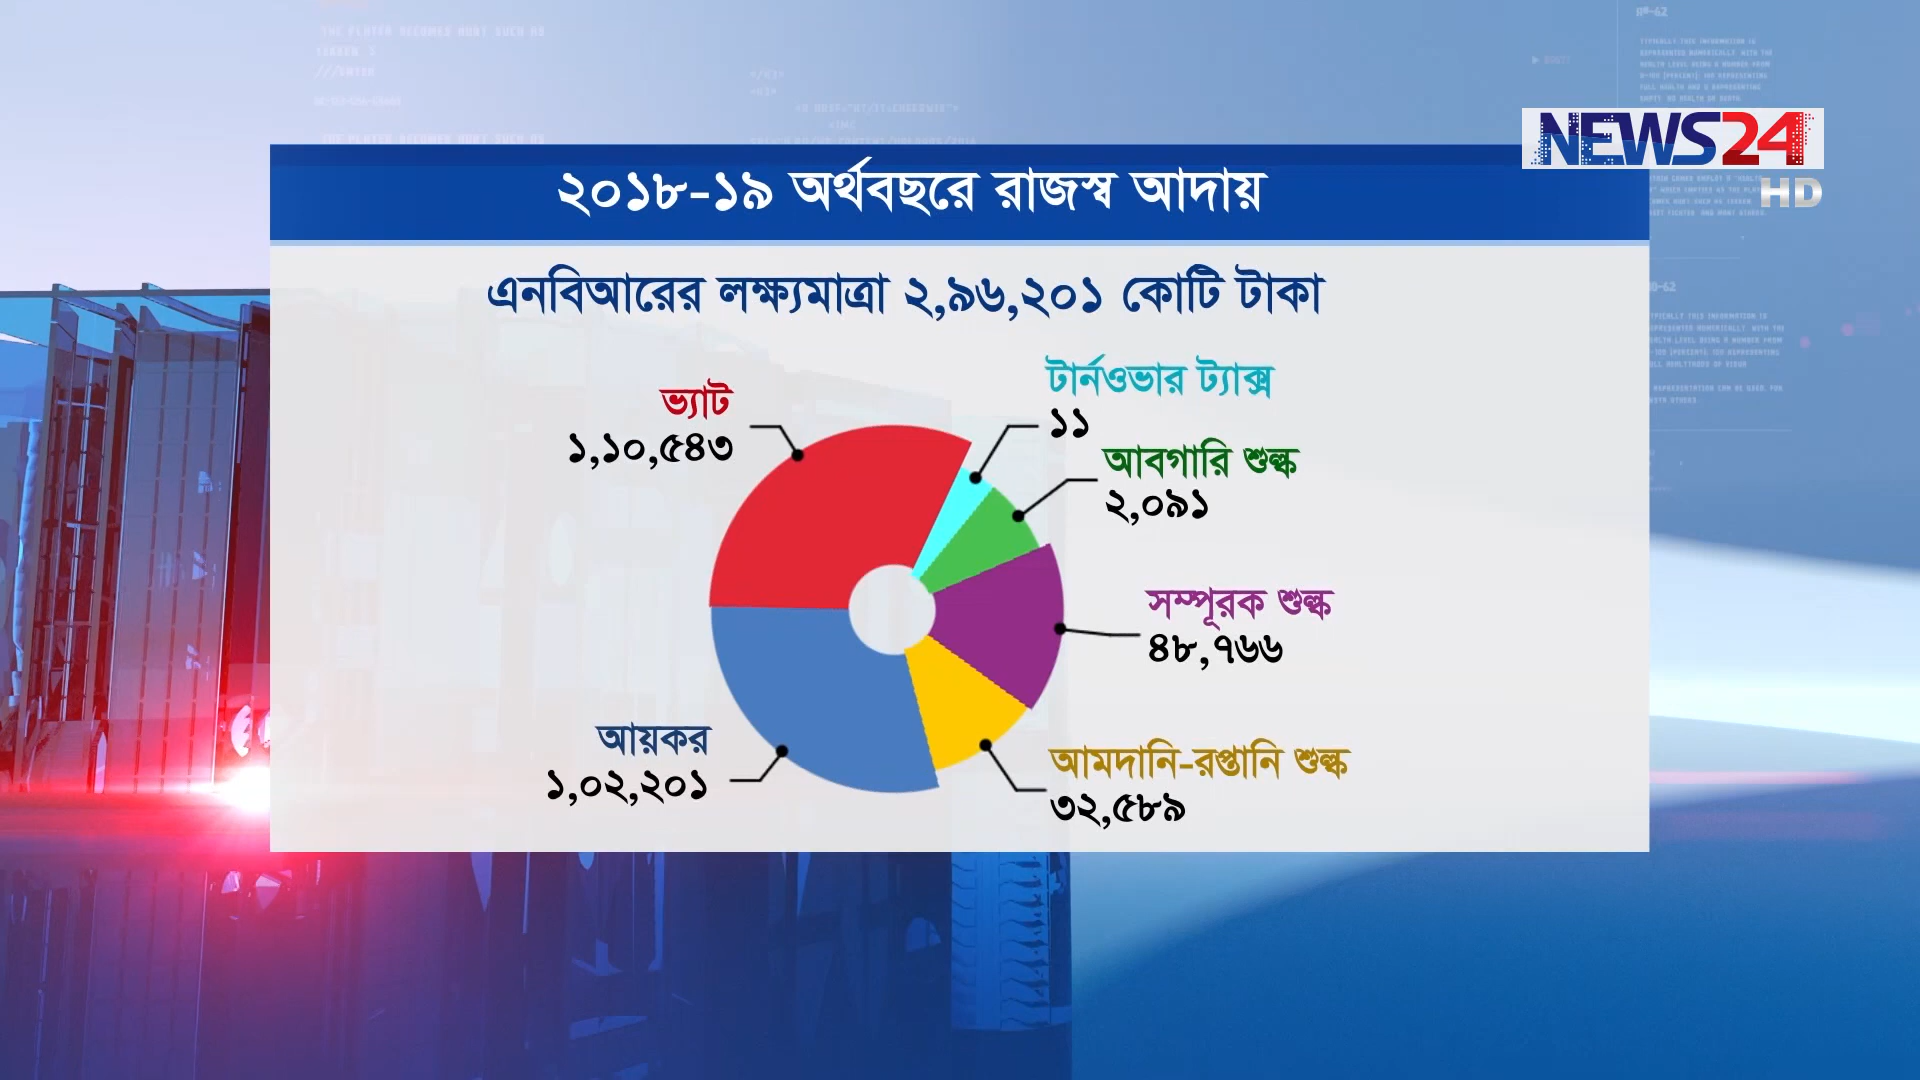 NEWS24
HD
২০১৮-১৯ অর্থবছরে রাজস্ব আদায়
এনবিআরের লক্ষ্যমাত্রা ২,৯৬,২০১ কোটি টাকা
ভ্যাট
১,১০,৫৪৩
টার্নওভার ট্যাক্স
১১
আবগারি শুল্ক
২,০৯১
সম্পূরক শুল্ক
৪৮,৭৬৬
আয়কর
১,০২,২০১
আমদানি-রপ্তানি শুল্ক
৩২,৫৮৯